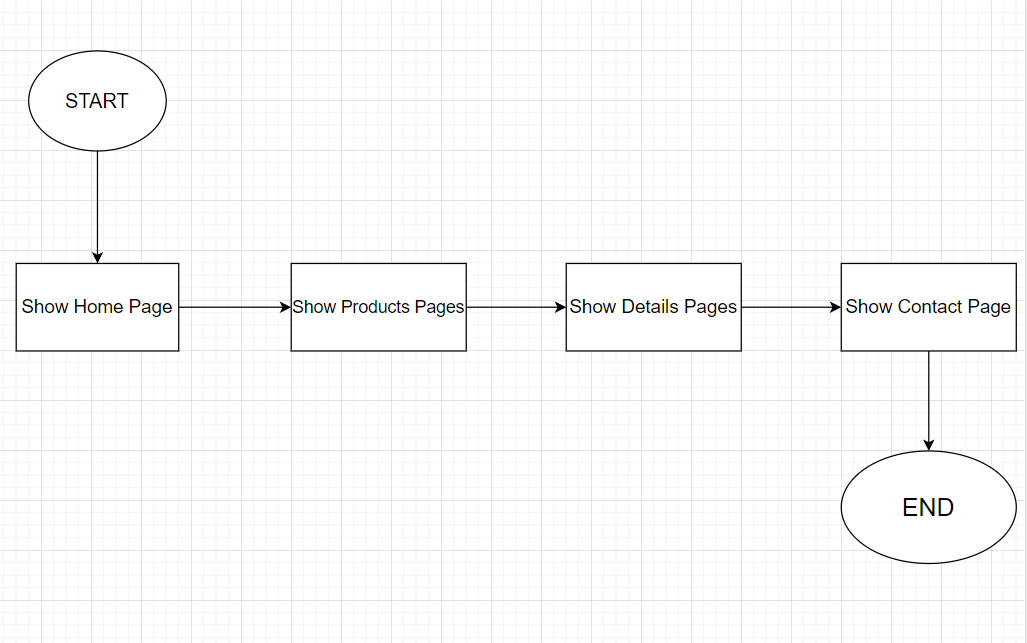 START
Show Home Page
Show Products Pages
Show Details Pages
Show Contact Page
END